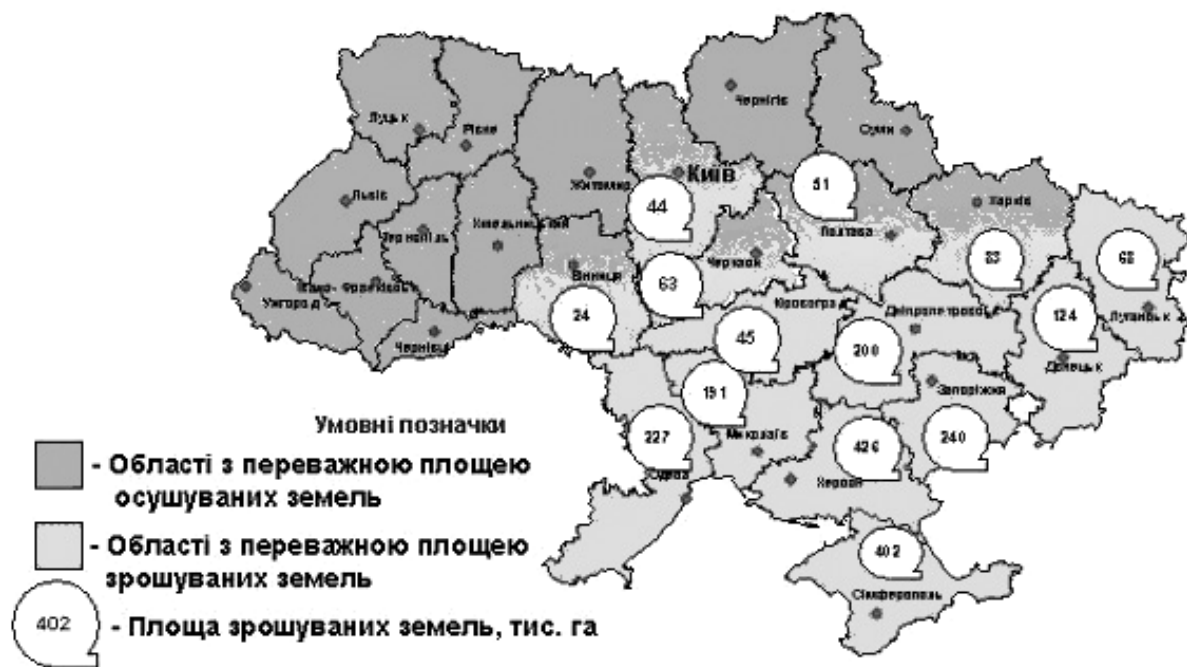 Чернігів
Луцьк
Рівне
Суми
Київ
Житомир
51
Львів
44
Харків
Хмельницький
Тернопіль
Полтава
Черкаси
83
68
Вінниця
63
Івано-Франківськ
Ужгород
Кіровоград
Дніпропетровськ
124
Луганськ
24
Чернівці
45
200
Донецьк
Запоріжжя
191
Умовні позначки
227
Миколаїв
426
240
- Області з переважною площею
осушуваних земель
Одеса
Херсон
- Області з переважною площею
зрошуваних земель
402
Сімферополь
402
- Площа зрошуваних земель, тис. га